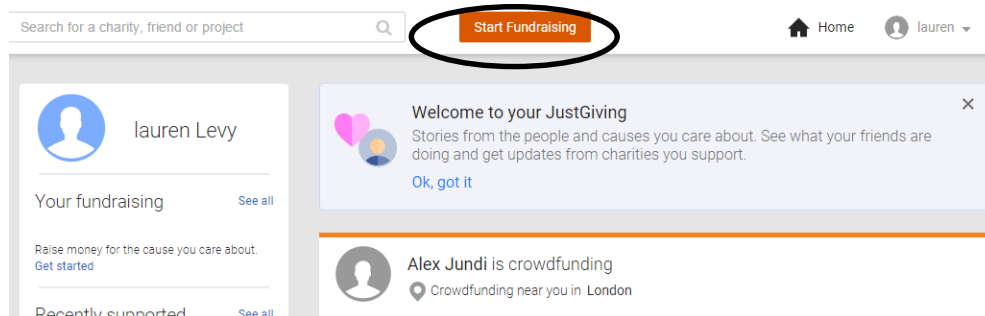 Search for a charity, friend or project
Start Fundraising
Home
lauren
lauren Levy
Your fundraising
See all
Raise money for the cause you care about.
Get started
Recently supported
See all
Welcome to your JustGiving
Stories from the people and causes you care about. See what your friends are
doing and get updates from charities you support.
Ok, got it
Alex Jundi is crowdfunding
Crowdfunding near you in London